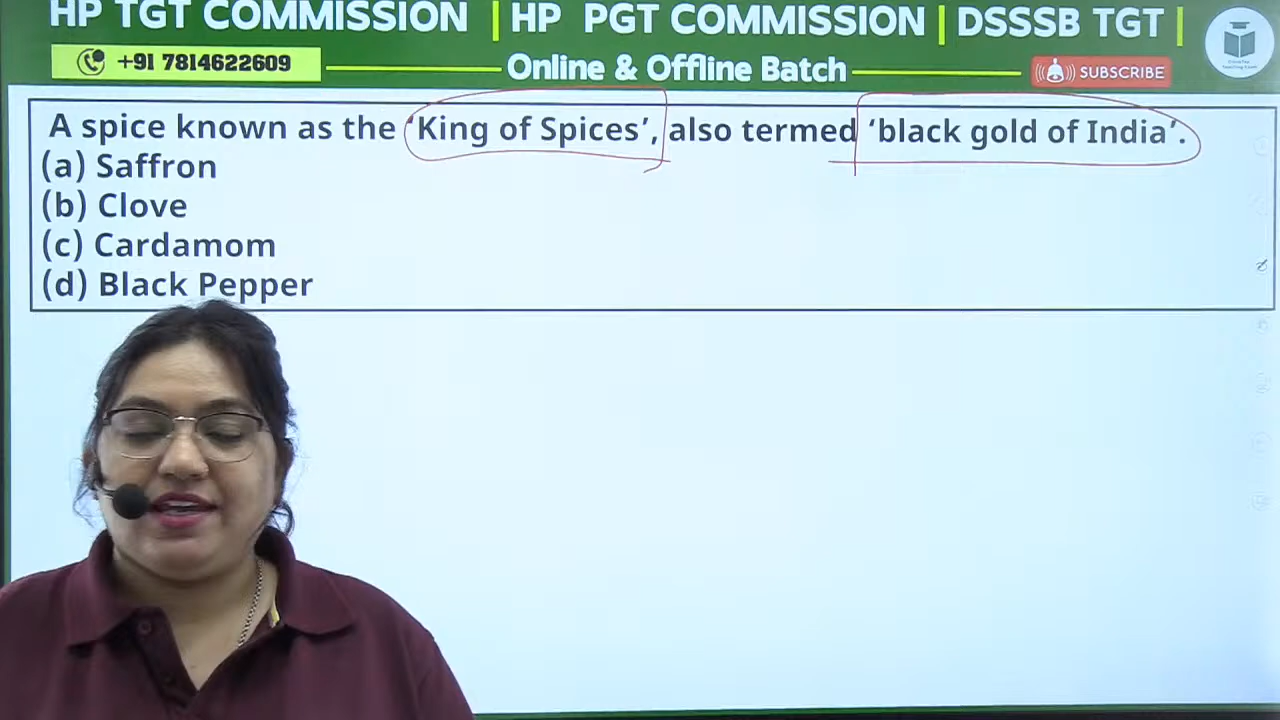 HP TGT COMMISSION | HP PGT COMMISSION | DSSSB TGT |
+91 7814622609
Online & Offline Batch
SUBSCRIBE
A spice known as the ‘King of Spices’, also termed ‘black gold of India’.
(a) Saffron
(b) Clove
(c) Cardamom
(d) Black Pepper